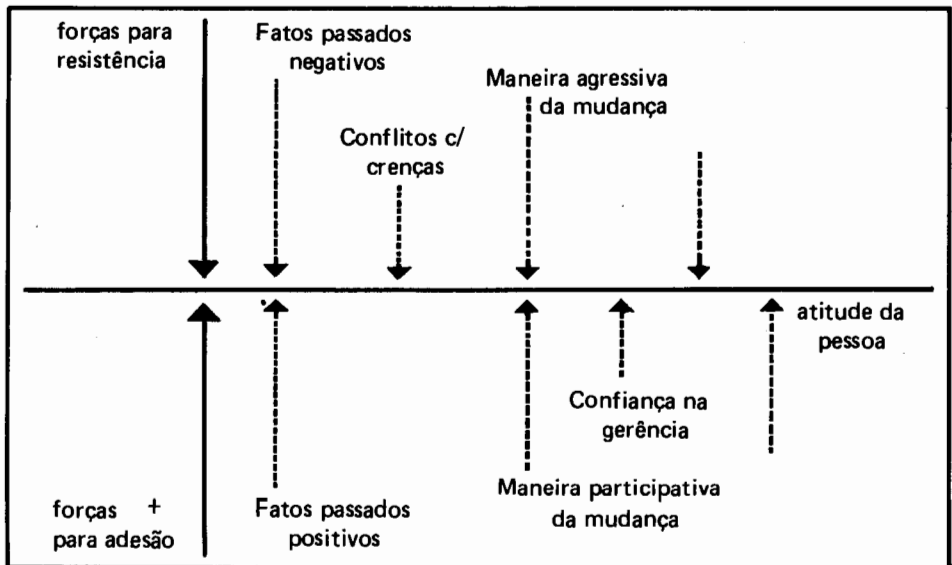 forças para
resistência
Fatos passados
negativos
Maneira agressiva
da mudança
Conflitos c/
crenças
atitude da
pessoa
Confiança na
gerência
Maneira participativa
da mudança
forças +
para adesão
Fatos passados
positivos